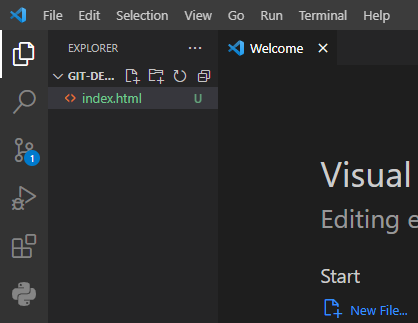 File Edit Selection View Go Run Terminal Help
EXPLORER ...
Welcome
GIT-DE...
index.html U
1
Visual
Editing e
Start
New File...